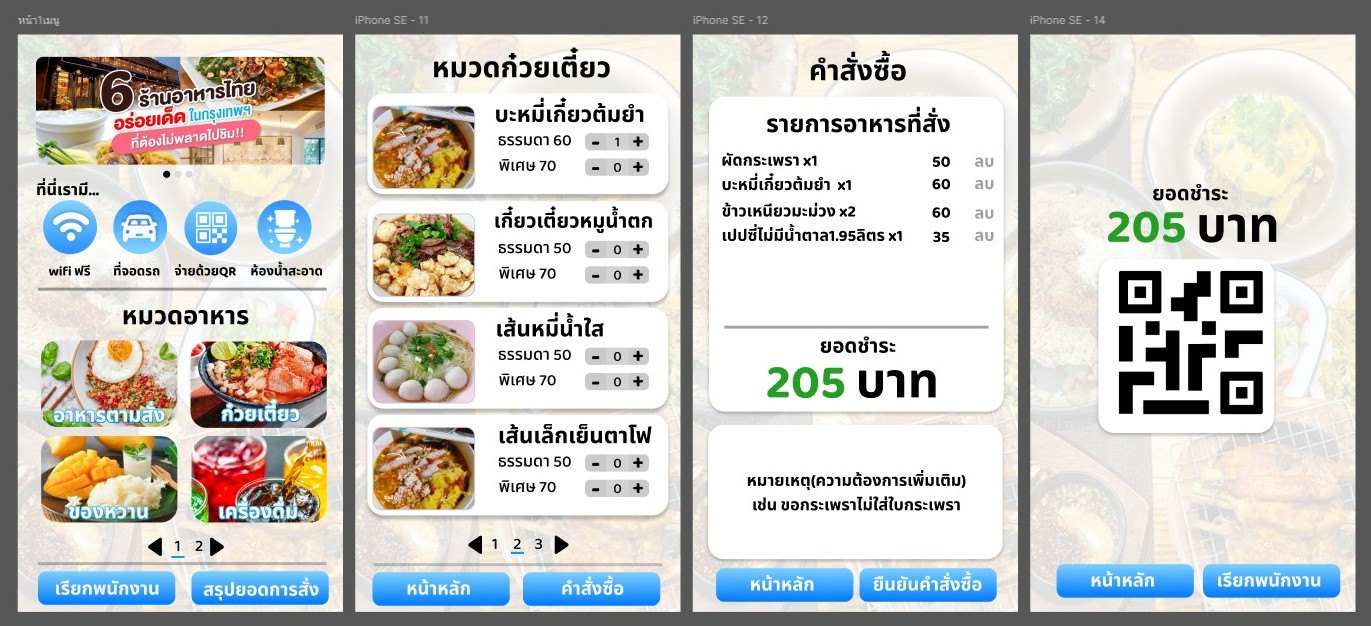 หน้า1เมนู
6 ร้านอาหารไทย
อร่อยเด็ด ในกรุงเทพฯ
ที่ต้องไม่พลาดไปชิม!!
ที่นี่เรามี...
wifi ฟรี ที่จอดรถ จ่ายด้วยQR ห้องน้ำสะอาด
หมวดอาหาร
อาหารตามสั่ง ก๋วยเตี๋ยว
ของหวาน เครื่องดื่ม
1 2
เรียกพนักงาน สรุปยอดการสั่ง
iPhone SE - 11
หมวดก๋วยเตี๋ยว
บะหมี่เกี๋ยวต้มยำ
ธรรมดา 60 - 1 +
พิเศษ 70 - 0 +
เกี๋ยวเตี๋ยวหมูน้ำตก
ธรรมดา 50 - 0 +
พิเศษ 70 - 0 +
เส้นหมี่น้ำใส
ธรรมดา 50 - 0 +
พิเศษ 70 - 0 +
เส้นเล็กเย็นตาโฟ
ธรรมดา 50 - 0 +
พิเศษ 70 - 0 +
1 2 3
หน้าหลัก คำสั่งซื้อ
iPhone SE - 12
คำสั่งซื้อ
รายการอาหารที่สั่ง
ผัดกระเพรา x1 50 ลบ
บะหมี่เกี๋ยวต้มยำ x1 60 ลบ
ข้าวเหนียวมะม่วง x2 60 ลบ
เปปซี่ไม่มีน้ำตาล1.95ลิตร x1 35 ลบ
ยอดชำระ
205 บาท
หมายเหตุ(ความต้องการเพิ่มเติม)
เช่น ขอกระเพราไม่ใส่ใบกระเพรา
หน้าหลัก ยืนยันคำสั่งซื้อ
iPhone SE - 14
ยอดชำระ
205 บาท
หน้าหลัก เรียกพนักงาน